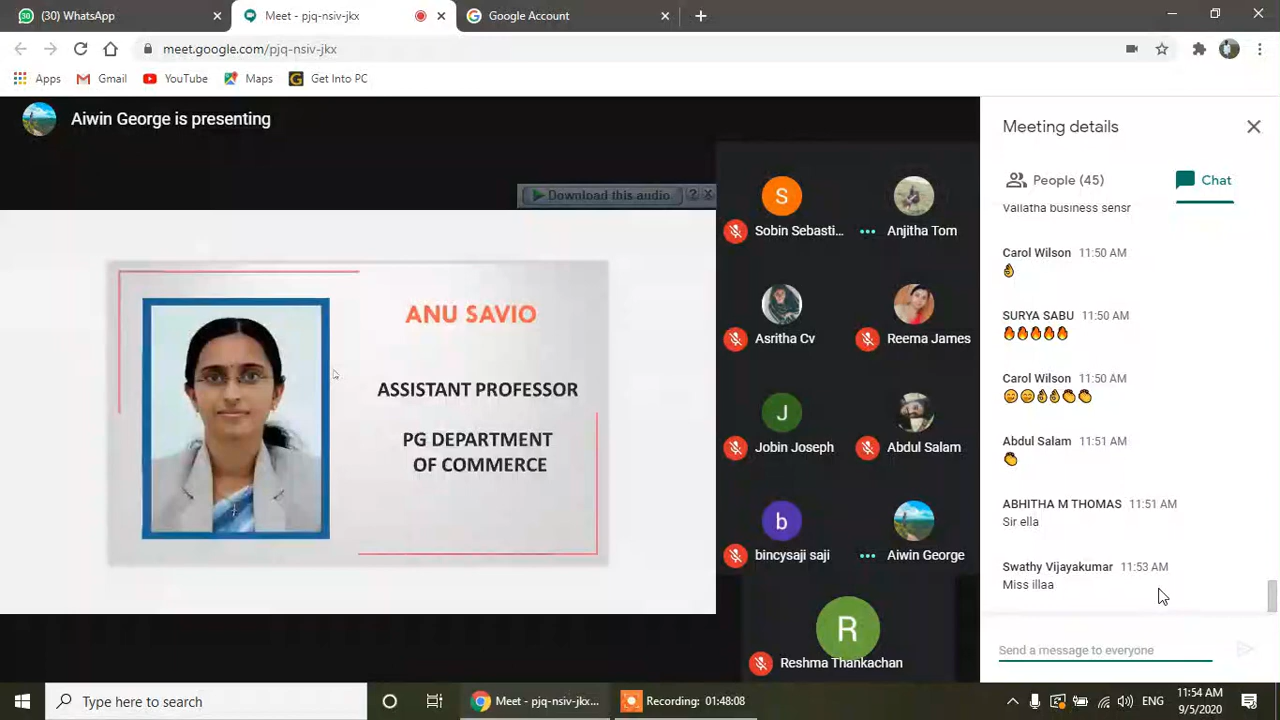 (30) WhatsApp
Meet - pjq-nsiv-jkx
Google Account
meet.google.com/pjq-nsiv-jkx
Apps
Gmail
YouTube
Maps
Get Into PC
Aiwin George is presenting
Download this audio
?
ANU SAVIO
ASSISTANT PROFESSOR
PG DEPARTMENT
OF COMMERCE
S
Sobin Sebasti...
Anjitha Tom
Asritha Cv
Reema James
J
Jobin Joseph
Abdul Salam
b
bincysaji saji
Aiwin George
R
Reshma Thankachan
Meeting details
People (45)
Chat
Vallatha business sensr
Carol Wilson 11:50 AM
👌
SURYA SABU 11:50 AM
🔥🔥🔥🔥🔥
Carol Wilson 11:50 AM
😊😊👌👌👏👏
Abdul Salam 11:51 AM
👏
ABHITHA M THOMAS 11:51 AM
Sir ella
Swathy Vijayakumar 11:53 AM
Miss illaa
Send a message to everyone
Type here to search
Meet - pjq-nsiv-jkx...
Recording: 01:48:08
ENG
11:54 AM
9/5/2020